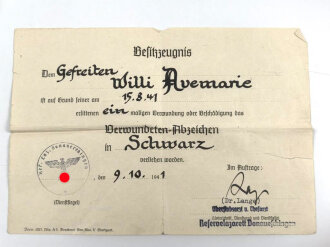 Besitzzeugnis
Dem Gefreiten Willi Avemarie
ist auf Grund seiner am 15.8.41
erlittenen ein maligen Verwundung oder Beschädigung das
Verwundeten-Abzeichen
in Schwarz
verliehen worden.
, den 9.10. 1941
Im Auftrage:
(Dr. Lange)
Oberstabsarzt u. Chefarzt
(Dienstsiegel)
Reservelazarett Donaueschingen